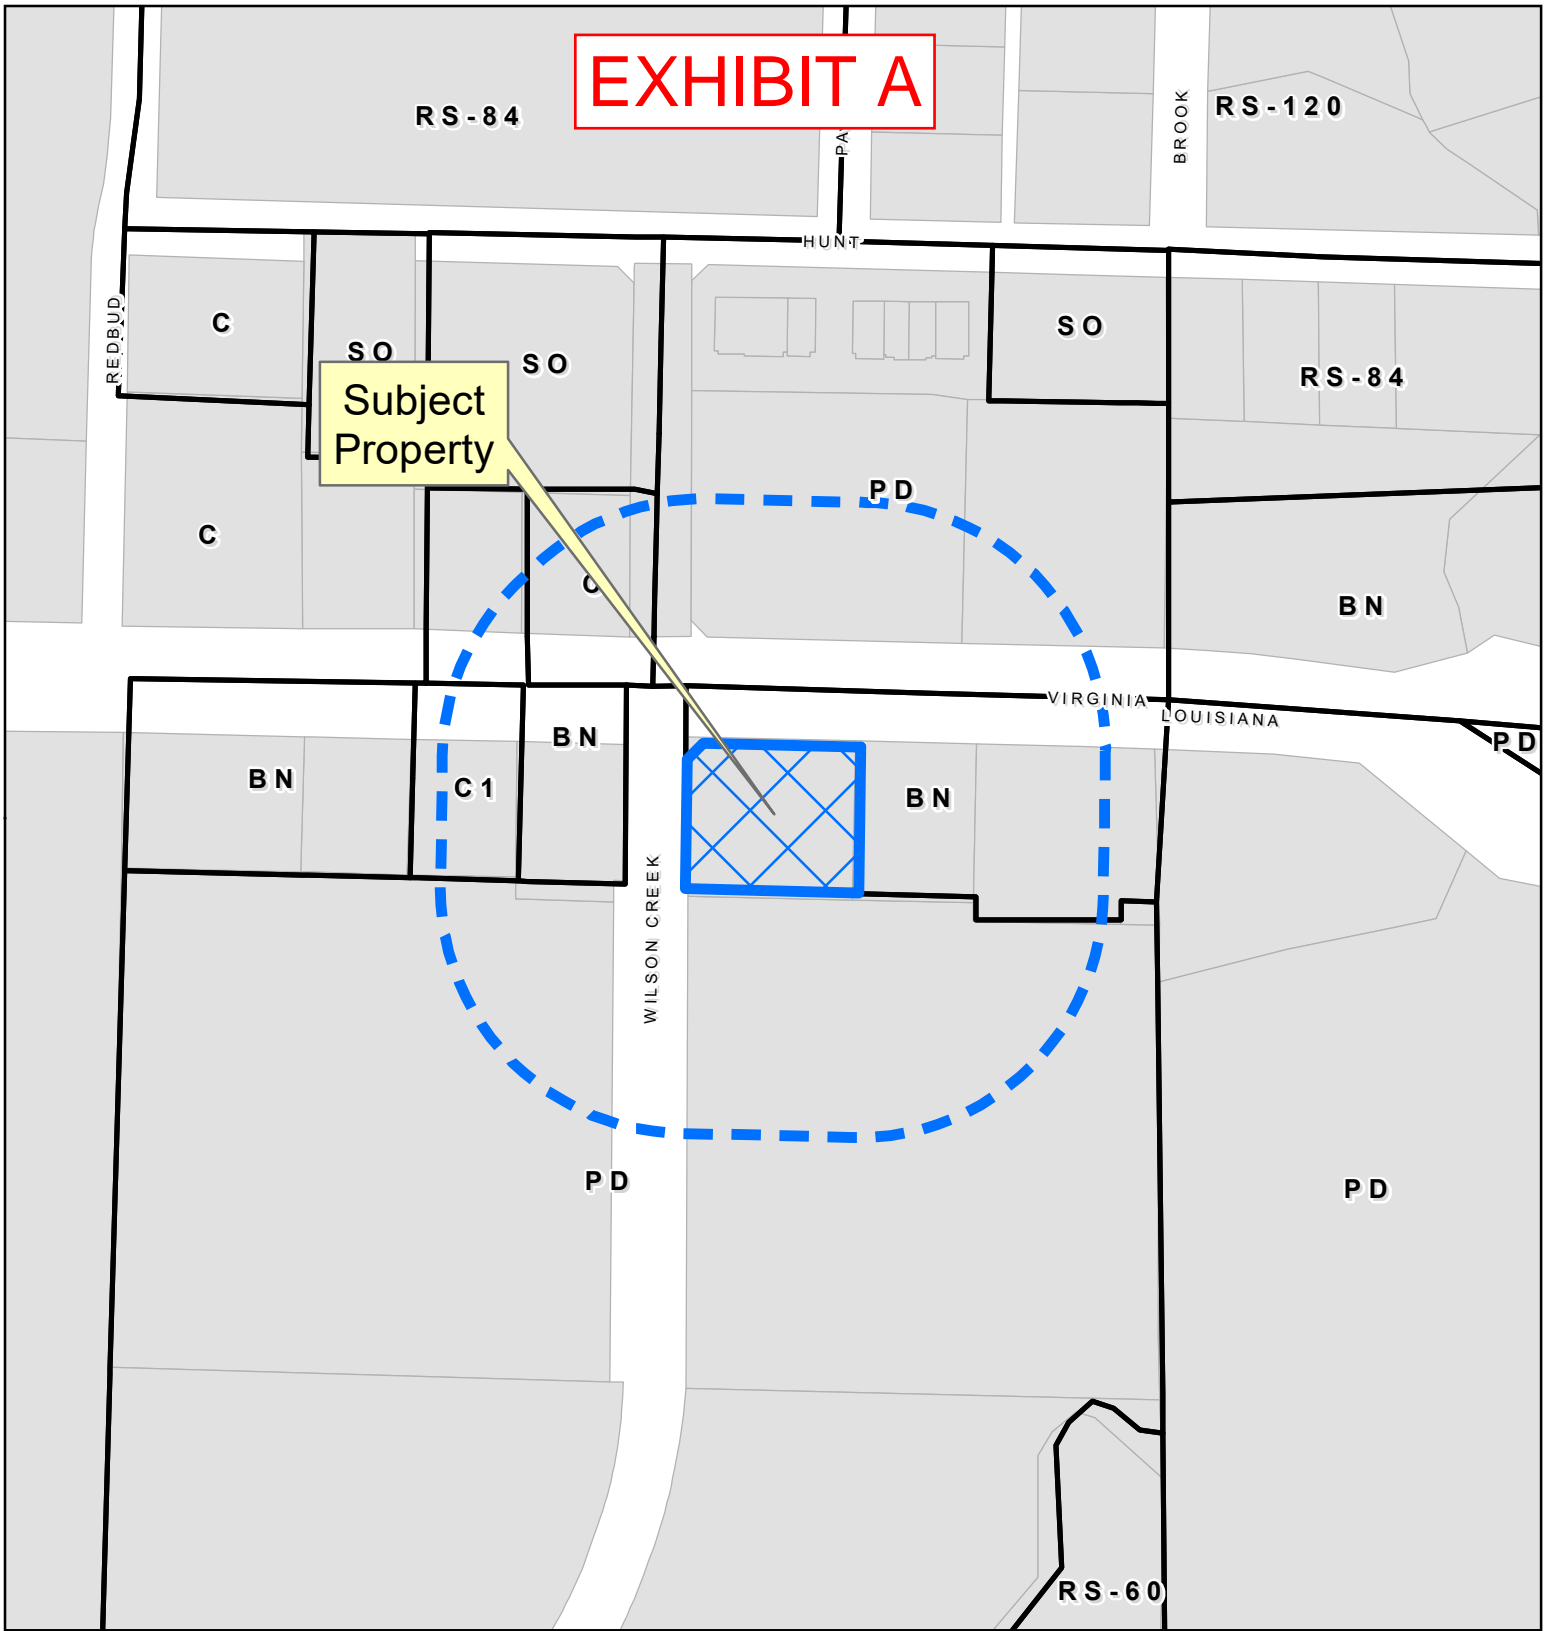 EXHIBIT A
RS-84
RS-120
BROOK
PA
HUNT
REDBUD
C
SO
SO
SO
RS-84
Subject
Property
PD
C
C
BN
VIRGINIA
LOUISIANA
PD
BN
BN
C1
BN
WILSON CREEK
PD
PD
RS-60